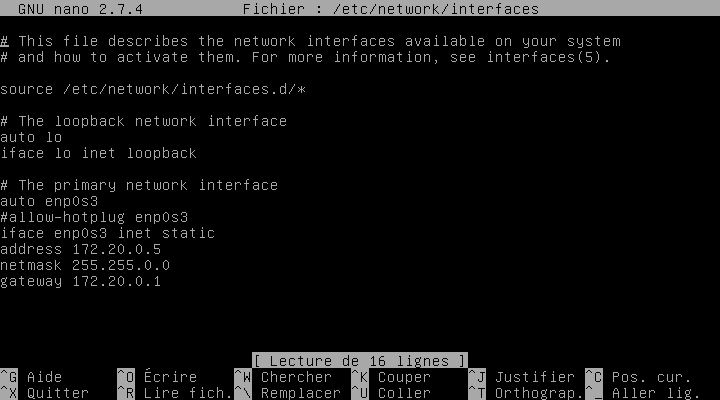 GNU nano 2.7.4 Fichier : /etc/network/interfaces
# This file describes the network interfaces available on your system
# and how to activate them. For more information, see interfaces(5).
source /etc/network/interfaces.d/*
# The loopback network interface
auto lo
iface lo inet loopback
# The primary network interface
auto enp0s3
#allow-hotplug enp0s3
iface enp0s3 inet static
address 172.20.0.5
netmask 255.255.0.0
gateway 172.20.0.1
[ Lecture de 16 lignes ]
^G Aide ^O Écrire ^W Chercher ^K Couper ^J Justifier ^C Pos. cur.
^X Quitter ^R Lire fich. ^\ Remplacer ^U Coller ^T Orthograp. ^_ Aller lig.